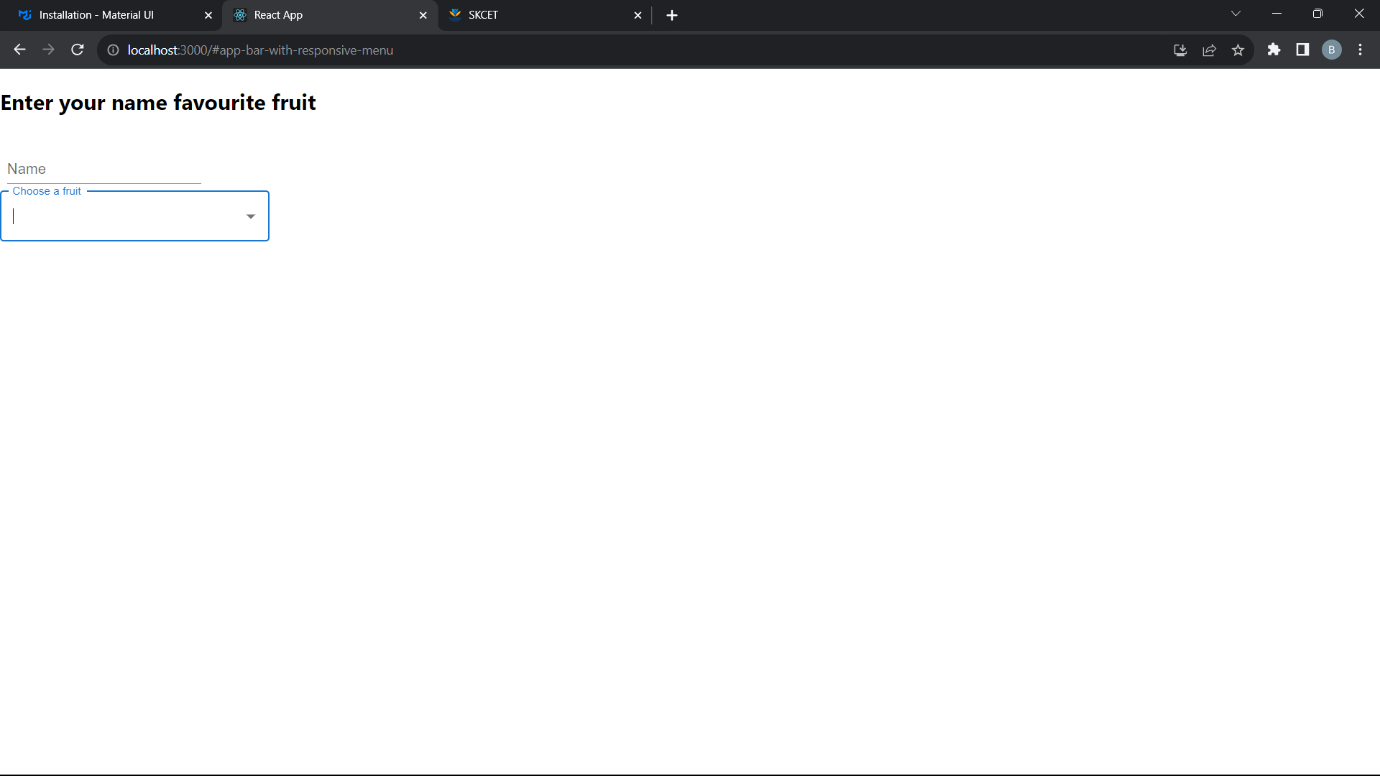 Installation - Material UI
React App
SKCET
localhost:3000/#app-bar-with-responsive-menu
B
Enter your name favourite fruit
Name
Choose a fruit